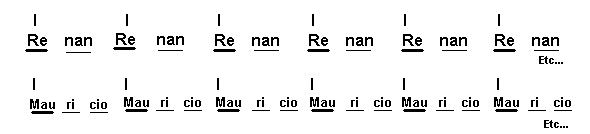 Re nan Re nan Re nan Re nan Re nan Re nan
Etc...
Mau ri cio Mau ri cio Mau ri cio Mau ri cio Mau ri cio Mau ri cio
Etc...